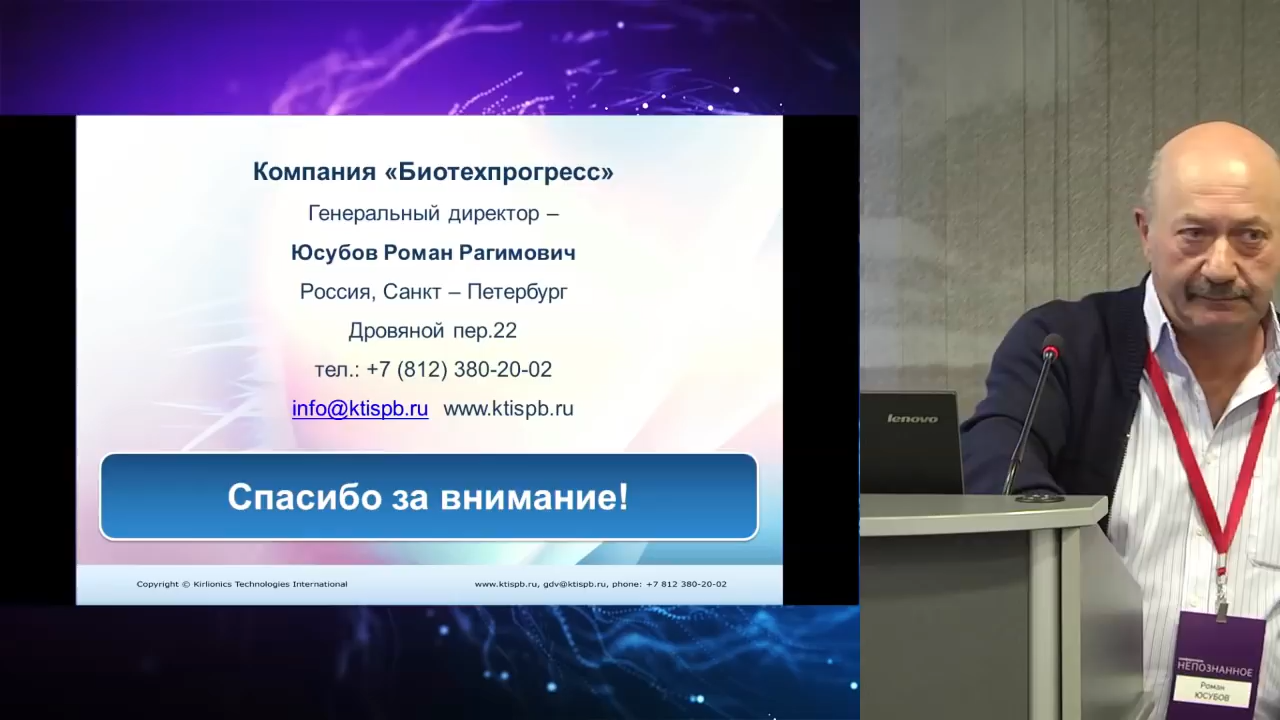 Компания «Биотехпрогресс»
Генеральный директор –
Юсубов Роман Рагимович
Россия, Санкт – Петербург
Дровяной пер.22
тел.: +7 (812) 380-20-02
info@ktispb.ru www.ktispb.ru
Спасибо за внимание!
Copyright © Kirlionics Technologies International
www.ktispb.ru, gdv@ktispb.ru, phone: +7 812 380-20-02
lenovo
НЕПОЗНАННОЕ
Роман
ЮСУБОВ